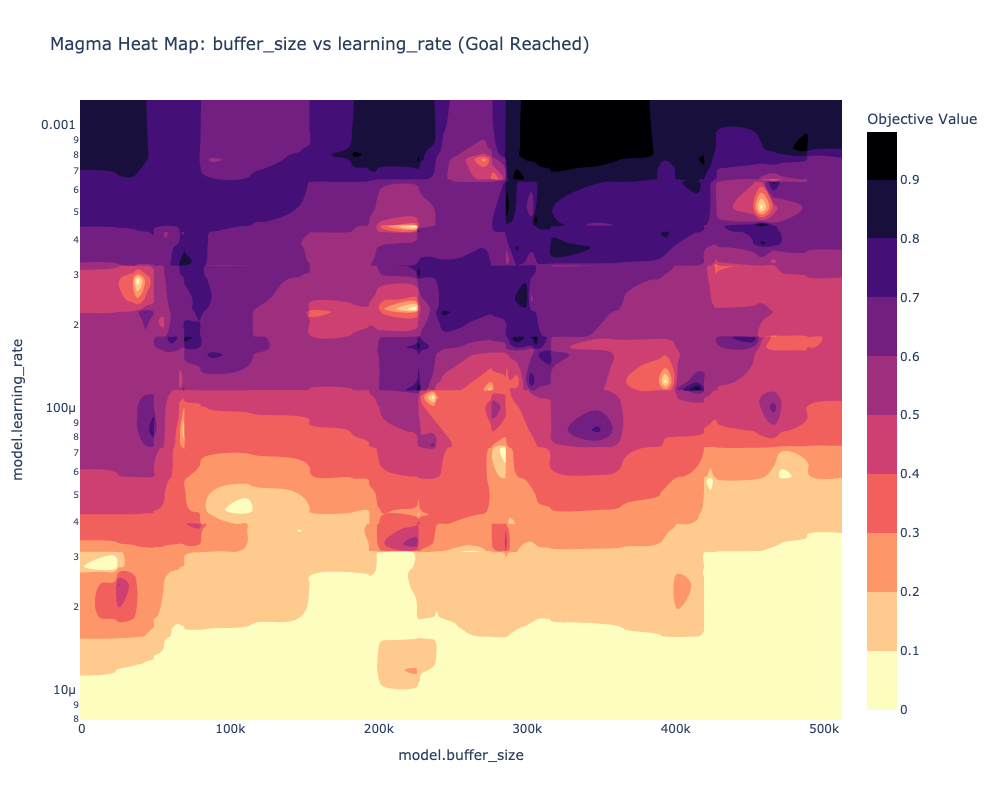 Magma Heat Map: buffer_size vs learning_rate (Goal Reached)
Objective Value
0.9
0.8
0.7
0.6
0.5
0.4
0.3
0.2
0.1
0
model.learning_rate
0.001
9
8
7
6
5
4
3
2
100μ
9
8
7
6
5
4
3
2
10μ
9
8
0
100k
200k
300k
400k
500k
model.buffer_size